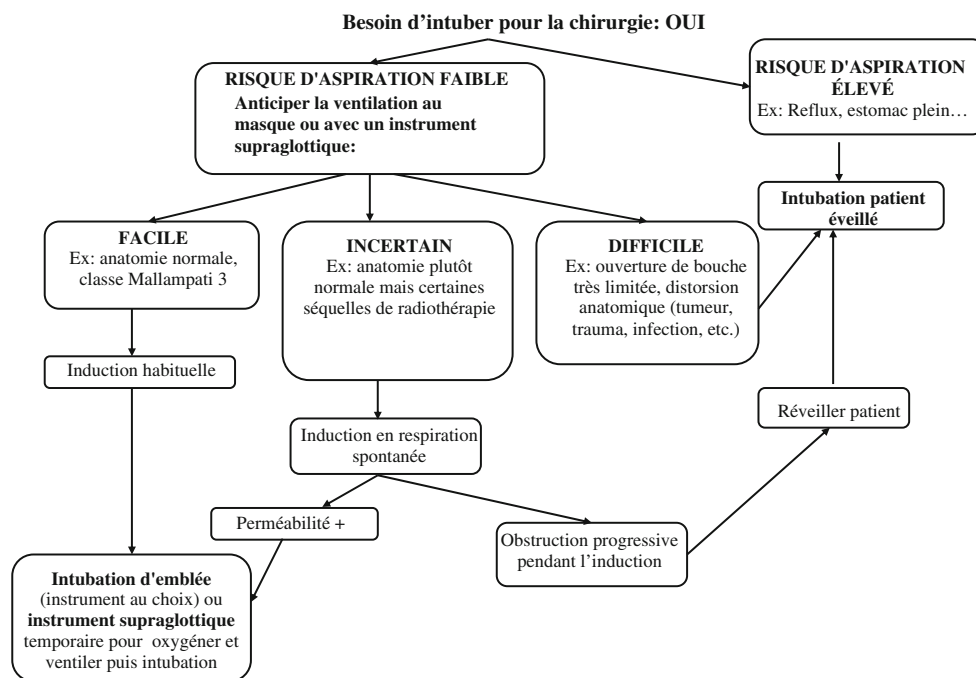 Besoin d’intuber pour la chirurgie: OUI
RISQUE D'ASPIRATION FAIBLE
Anticiper la ventilation au
masque ou avec un instrument
supraglottique:
RISQUE D'ASPIRATION
ÉLEVÉ
Ex: Reflux, estomac plein…
Intubation patient
éveillé
FACILE
Ex: anatomie normale,
classe Mallampati 3
INCERTAIN
Ex: anatomie plutôt
normale mais certaines
séquelles de radiothérapie
DIFFICILE
Ex: ouverture de bouche
très limitée, distorsion
anatomique (tumeur,
trauma, infection, etc.)
Induction habituelle
Réveiller patient
Induction en respiration
spontanée
Perméabilité +
Obstruction progressive
pendant l’induction
Intubation d'emblée
(instrument au choix) ou
instrument supraglottique
temporaire pour oxygéner et
ventiler puis intubation